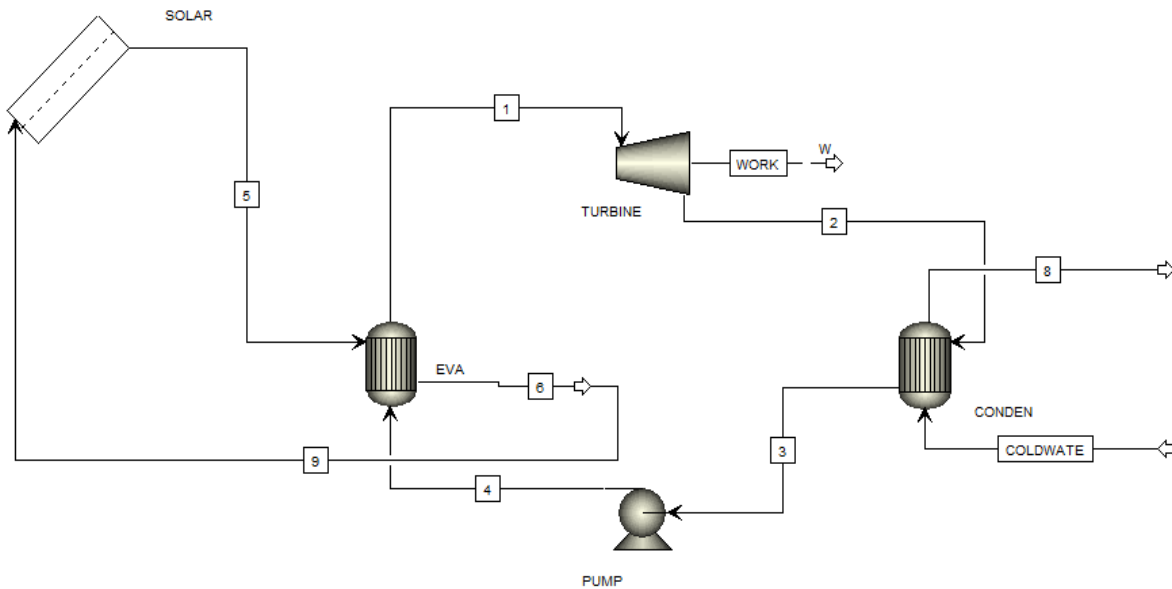 SOLAR
1
WORK
W
5
TURBINE
2
8
EVA
6
CONDEN
3
COLDWATE
9
4
PUMP